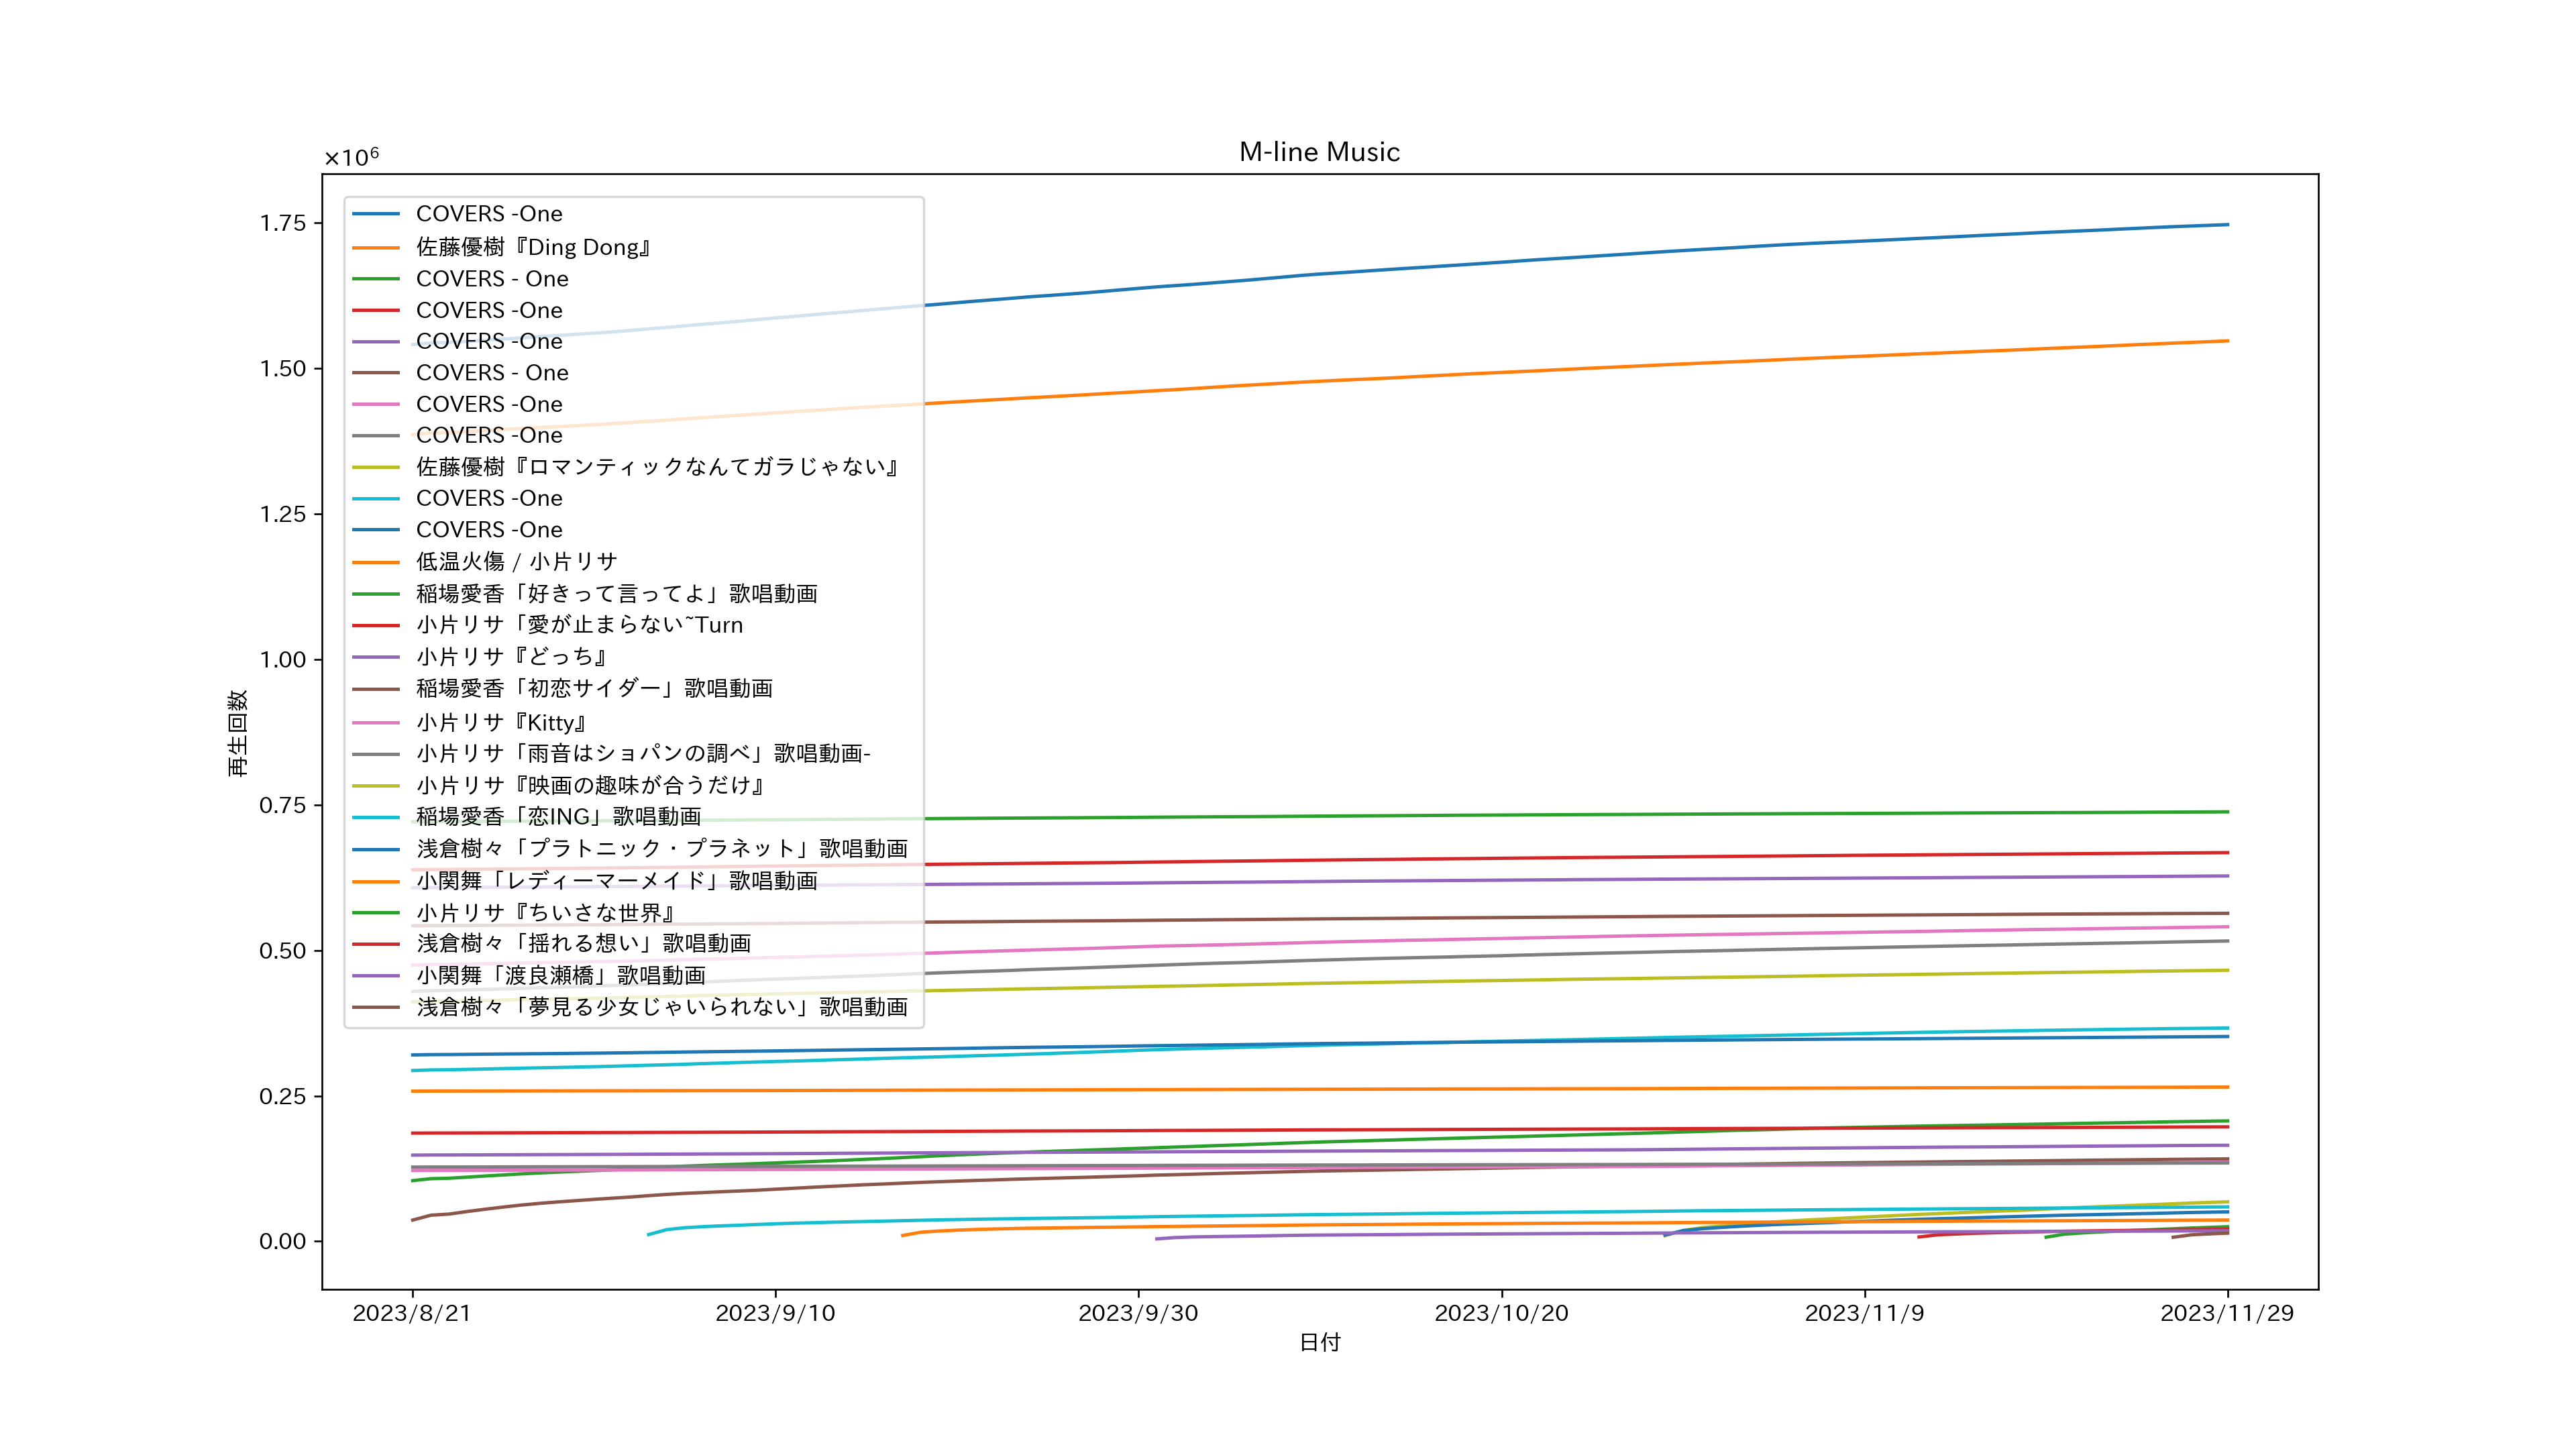 M-line Music
×10⁶
1.75
1.50
1.25
1.00
0.75
0.50
0.25
0.00
再生回数
COVERS -One
佐藤優樹『Ding Dong』
COVERS - One
COVERS -One
COVERS -One
COVERS - One
COVERS -One
COVERS -One
佐藤優樹『ロマンティックなんてガラじゃない』
COVERS -One
COVERS -One
低温火傷 / 小片リサ
稲場愛香「好きって言ってよ」歌唱動画
小片リサ「愛が止まらない~Turn
小片リサ『どっち』
稲場愛香「初恋サイダー」歌唱動画
小片リサ『Kitty』
小片リサ「雨音はショパンの調べ」歌唱動画-
小片リサ『映画の趣味が合うだけ』
稲場愛香「恋ING」歌唱動画
浅倉樹々「プラトニック・プラネット」歌唱動画
小関舞「レディーマーメイド」歌唱動画
小片リサ『ちいさな世界』
浅倉樹々「揺れる想い」歌唱動画
小関舞「渡良瀬橋」歌唱動画
浅倉樹々「夢見る少女じゃいられない」歌唱動画
2023/8/21
2023/9/10
2023/9/30
2023/10/20
2023/11/9
2023/11/29
日付